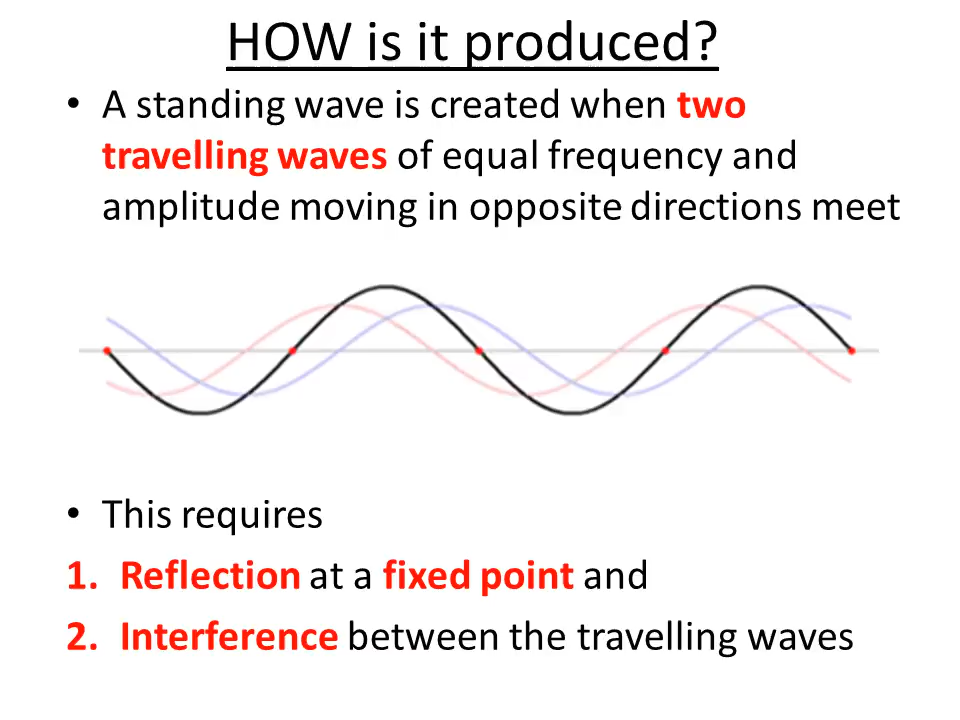 HOW is it produced?
• A standing wave is created when two
travelling waves of equal frequency and
amplitude moving in opposite directions meet
• This requires
1. Reflection at a fixed point and
2. Interference between the travelling waves